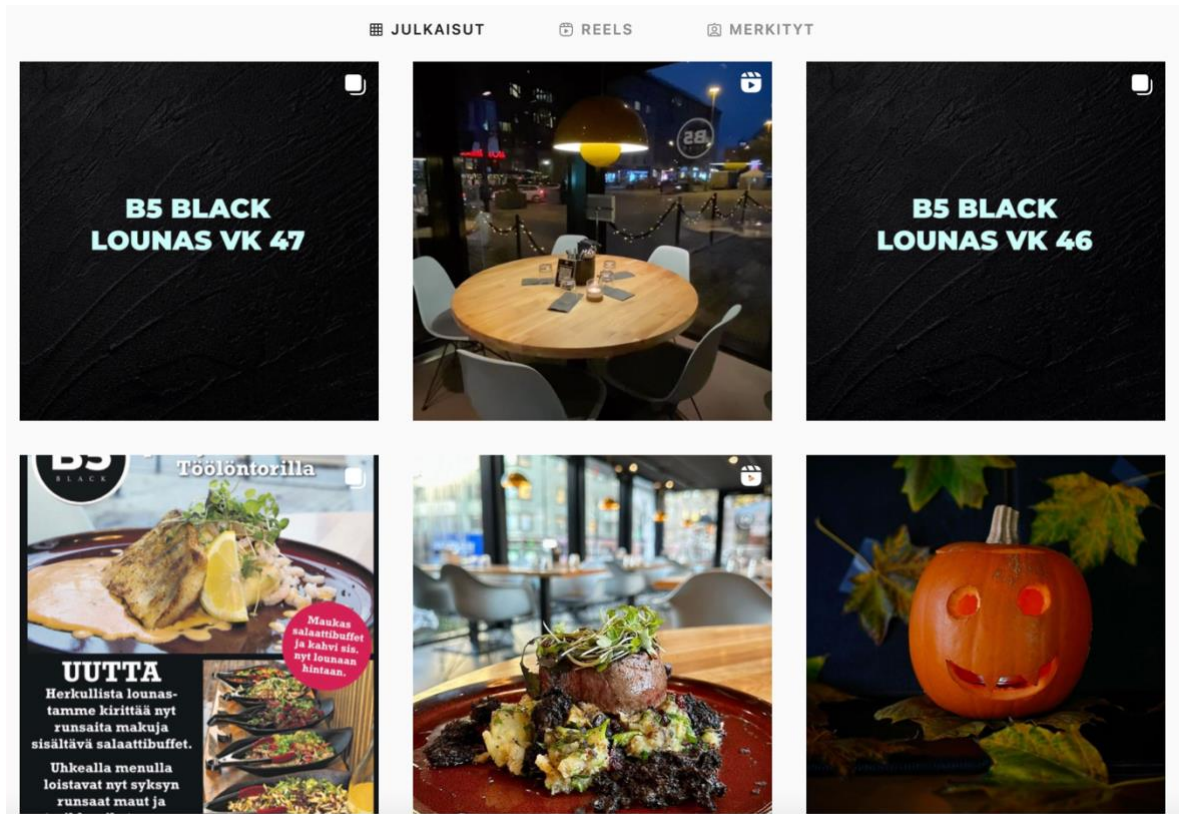 JULKAISUT
REELS
MERKITYT
B5 BLACK
LOUNAS VK 47
B5
B5 BLACK
LOUNAS VK 46
B5
BLACK
Töölöntorilla
Maukas
salaattibuffet
ja kahvi sis.
nyt lounaan
hintaan.
UUTTA
Herkullista lounas-
tamme kirittää nyt
runsaita makuja
sisältävä salaattibuffet.
Uhkealla menulla
loistavat nyt syksyn
runsaat maut ja